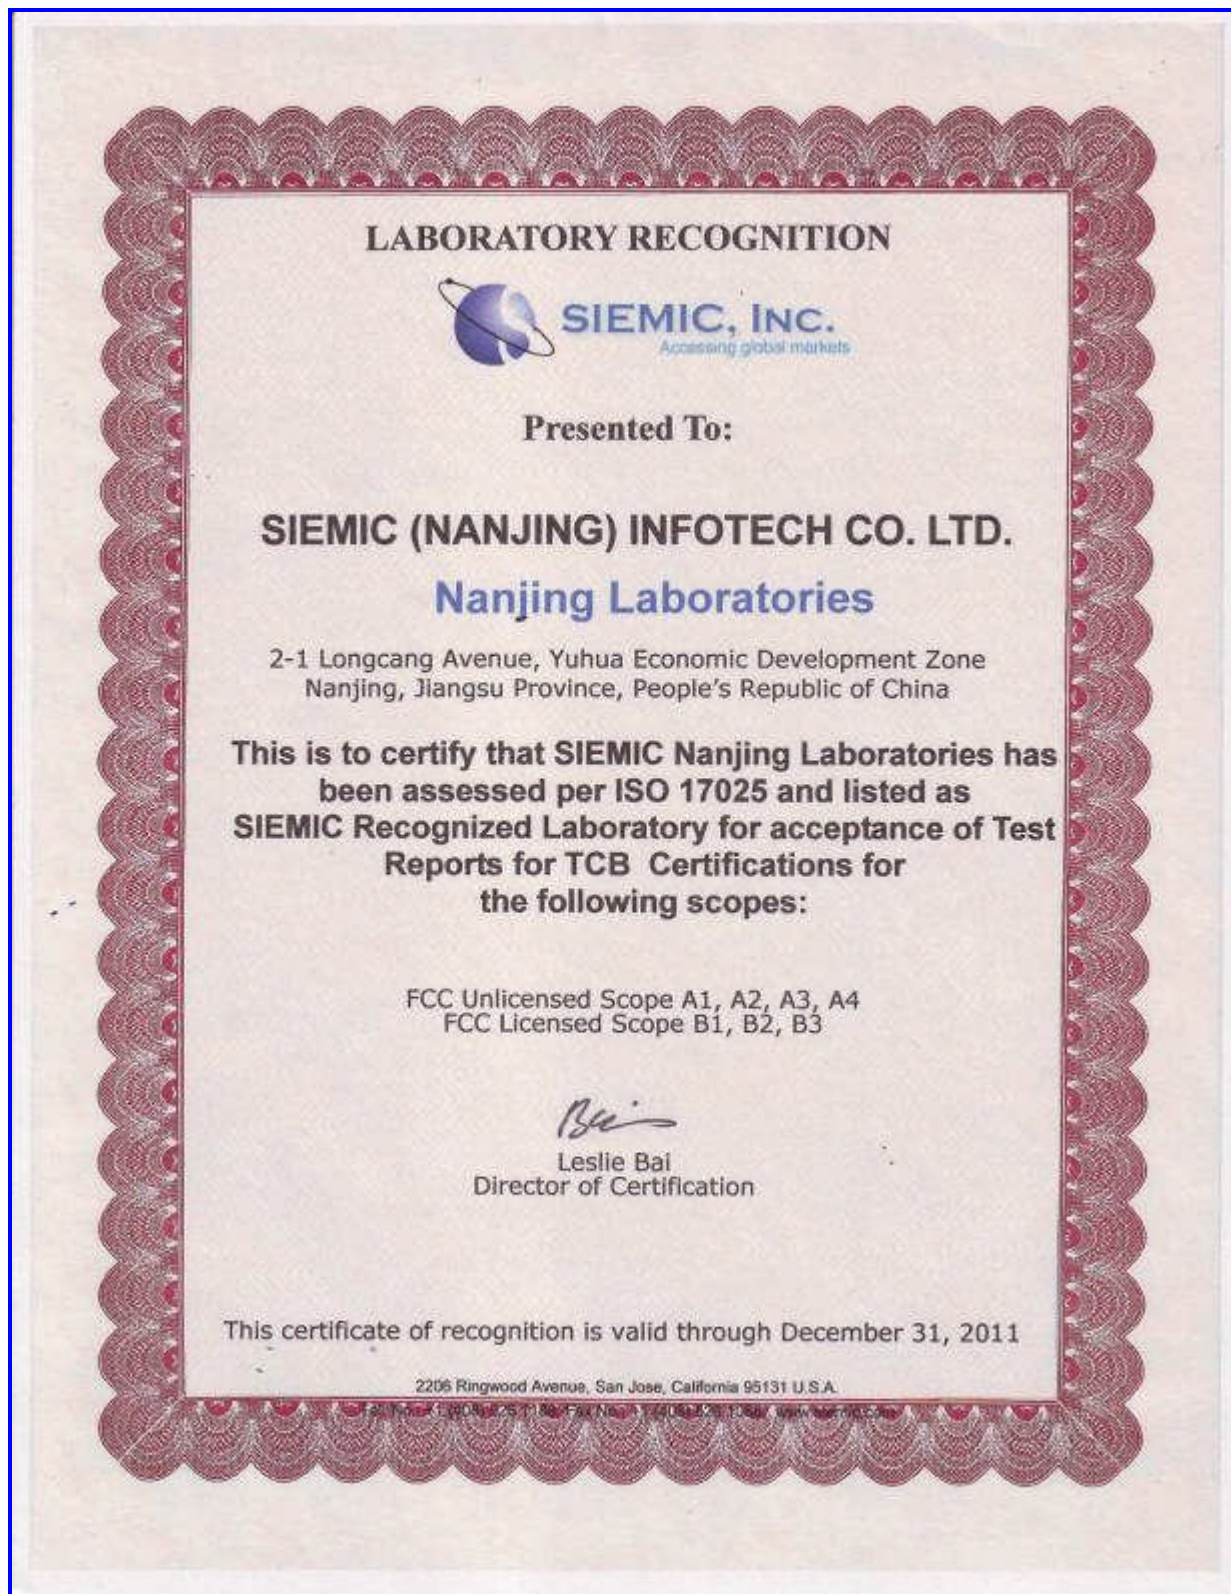 LABORATORY RECOGNITION
SIEMIC, INC.
Accessing global markets
Presented To:
SIEMIC (NANJING) INFOTECH CO. LTD.
Nanjing Laboratories
2-1 Longcang Avenue, Yuhua Economic Development Zone
Nanjing, Jiangsu Province, People's Republic of China
This is to certify that SIEMIC Nanjing Laboratories has
been assessed per ISO 17025 and listed as
SIEMIC Recognized Laboratory for acceptance of Test
Reports for TCB Certifications for
the following scopes:
FCC Unlicensed Scope A1, A2, A3, A4
FCC Licensed Scope B1, B2, B3
Leslie Bai
Director of Certification
This certificate of recognition is valid through December 31, 2011
2206 Ringwood Avenue, San Jose, California 95131 U.S.A.